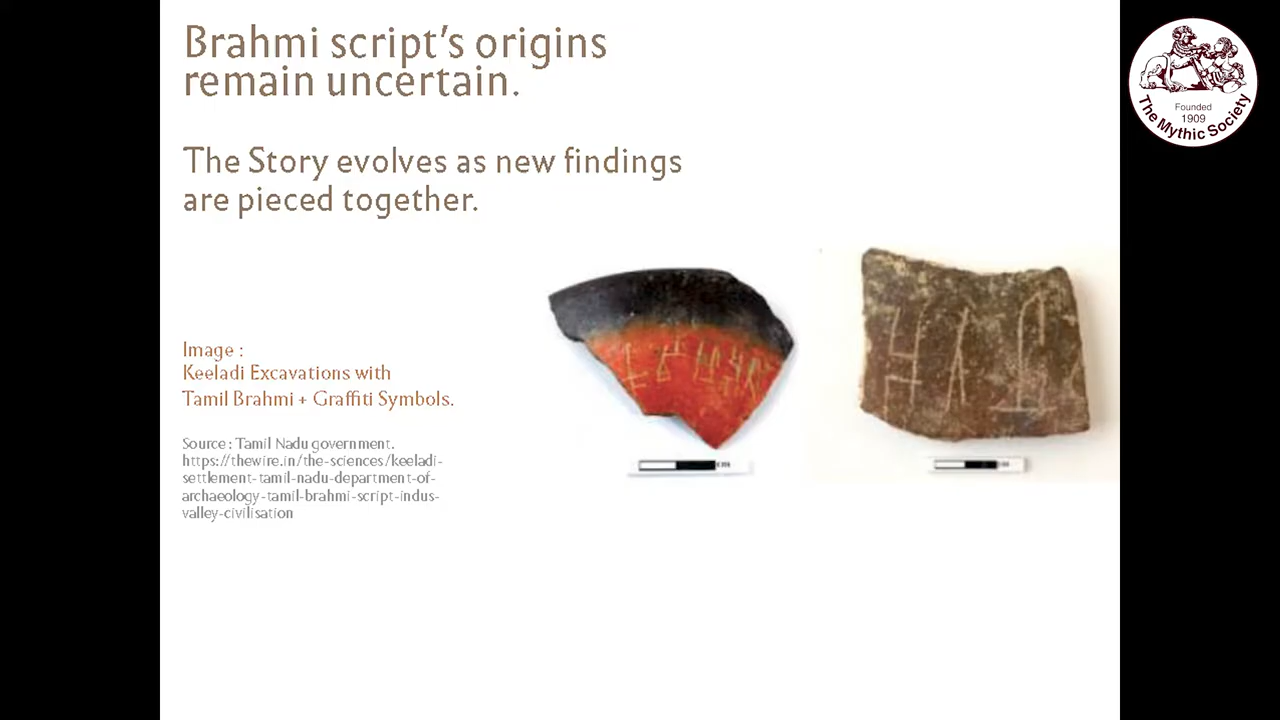 Brahmi script's origins
remain uncertain.
The Story evolves as new findings
are pieced together.
Image :
Keeladi Excavations with
Tamil Brahmi + Graffiti Symbols.
Source : Tamil Nadu government.
https://thewire.in/the-sciences/keeladi-
settlement-tamil-nadu-department-of-
archaeology-tamil-brahmi-script-indus-
valley-civilisation
Founded
1909
The Mythic Society